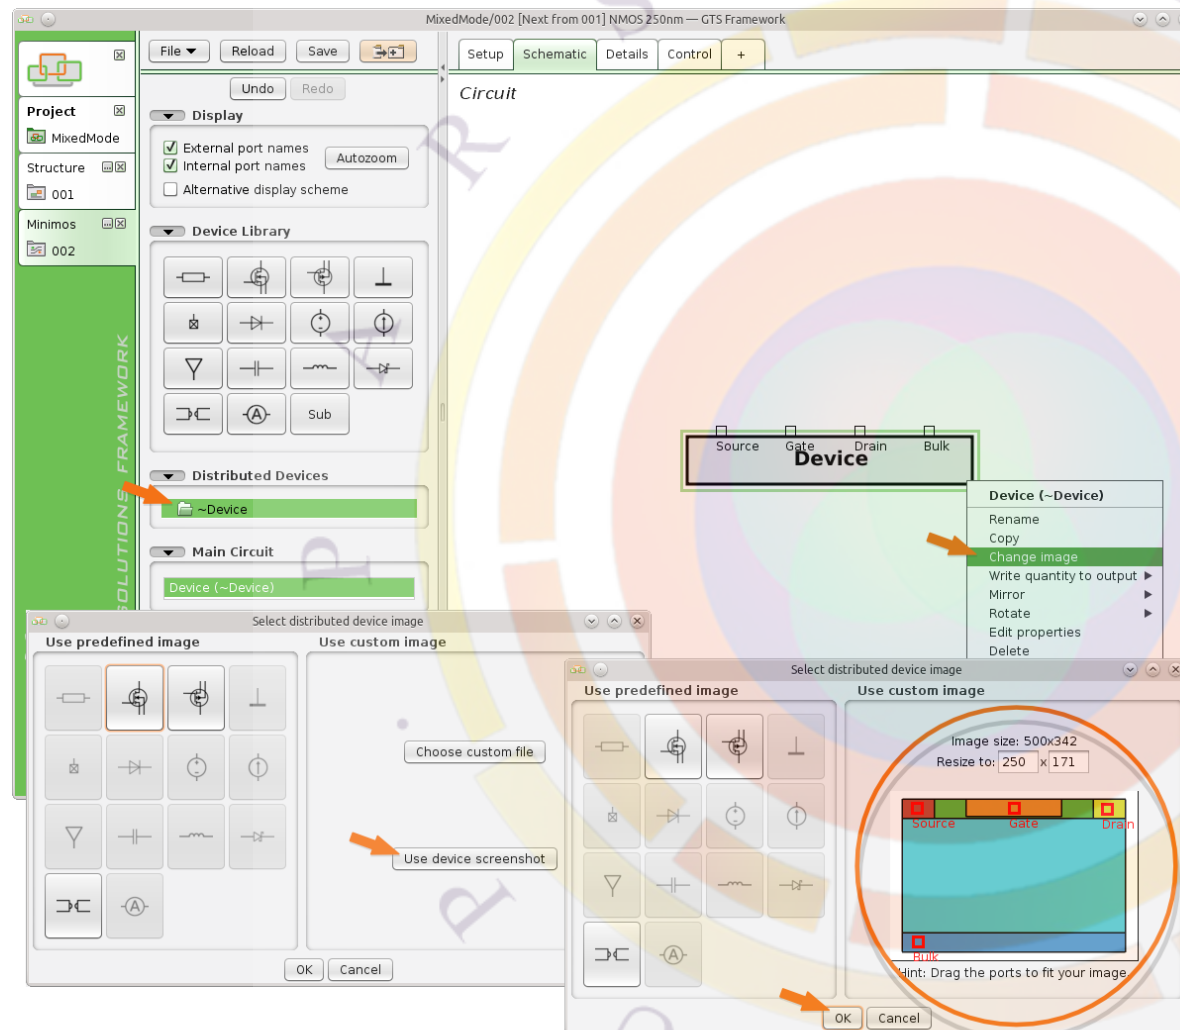 MixedMode/002 [Next from 001] NMOS 250nm — GTS Framework
File
Reload
Save
Undo
Redo
Display
External port names
Internal port names
Autozoom
Alternative display scheme
Device Library
Sub
Distributed Devices
~Device
Main Circuit
Device (~Device)
Project
MixedMode
Structure
001
Minimos
002
SOLUTIONS FRAMEWORK
Setup
Schematic
Details
Control
+
Circuit
Source
Gate
Drain
Bulk
Device
Device (~Device)
Rename
Copy
Change image
Write quantity to output
Mirror
Rotate
Edit properties
Delete
Select distributed device image
Use predefined image
Use custom image
Choose custom file
Use device screenshot
OK
Cancel
Select distributed device image
Use predefined image
Use custom image
Image size: 500x342
Resize to: 250 x 171
Source
Gate
Drain
Bulk
Hint: Drag the ports to fit your image.
OK
Cancel